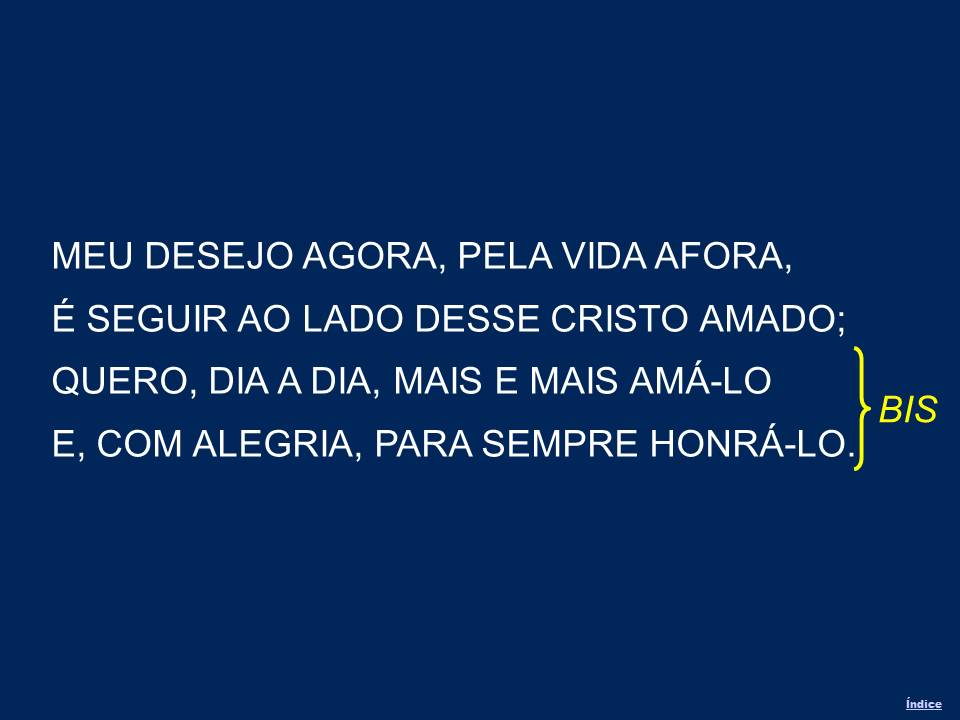 MEU DESEJO AGORA, PELA VIDA AFORA,
É SEGUIR AO LADO DESSE CRISTO AMADO;
QUERO, DIA A DIA, MAIS E MAIS AMÁ-LO
E, COM ALEGRIA, PARA SEMPRE HONRÁ-LO.
BIS
Índice